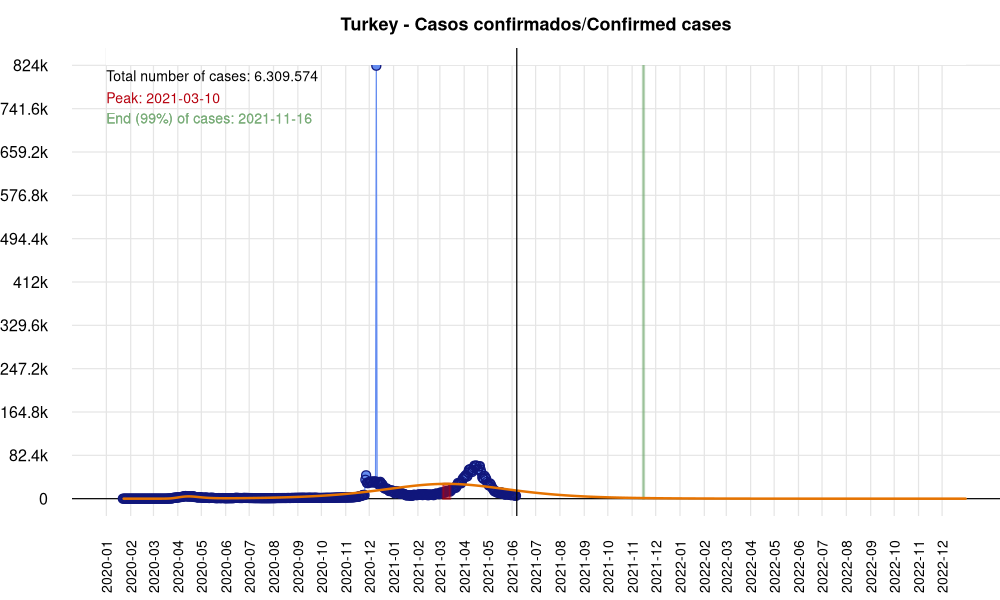 Turkey - Casos confirmados/Confirmed cases
824k
741.6k
659.2k
576.8k
494.4k
412k
329.6k
247.2k
164.8k
82.4k
0
Total number of cases: 6.309.574
Peak: 2021-03-10
End (99%) of cases: 2021-11-16
2020-01
2020-02
2020-03
2020-04
2020-05
2020-06
2020-07
2020-08
2020-09
2020-10
2020-11
2020-12
2021-01
2021-02
2021-03
2021-04
2021-05
2021-06
2021-07
2021-08
2021-09
2021-10
2021-11
2021-12
2022-01
2022-02
2022-03
2022-04
2022-05
2022-06
2022-07
2022-08
2022-09
2022-10
2022-11
2022-12